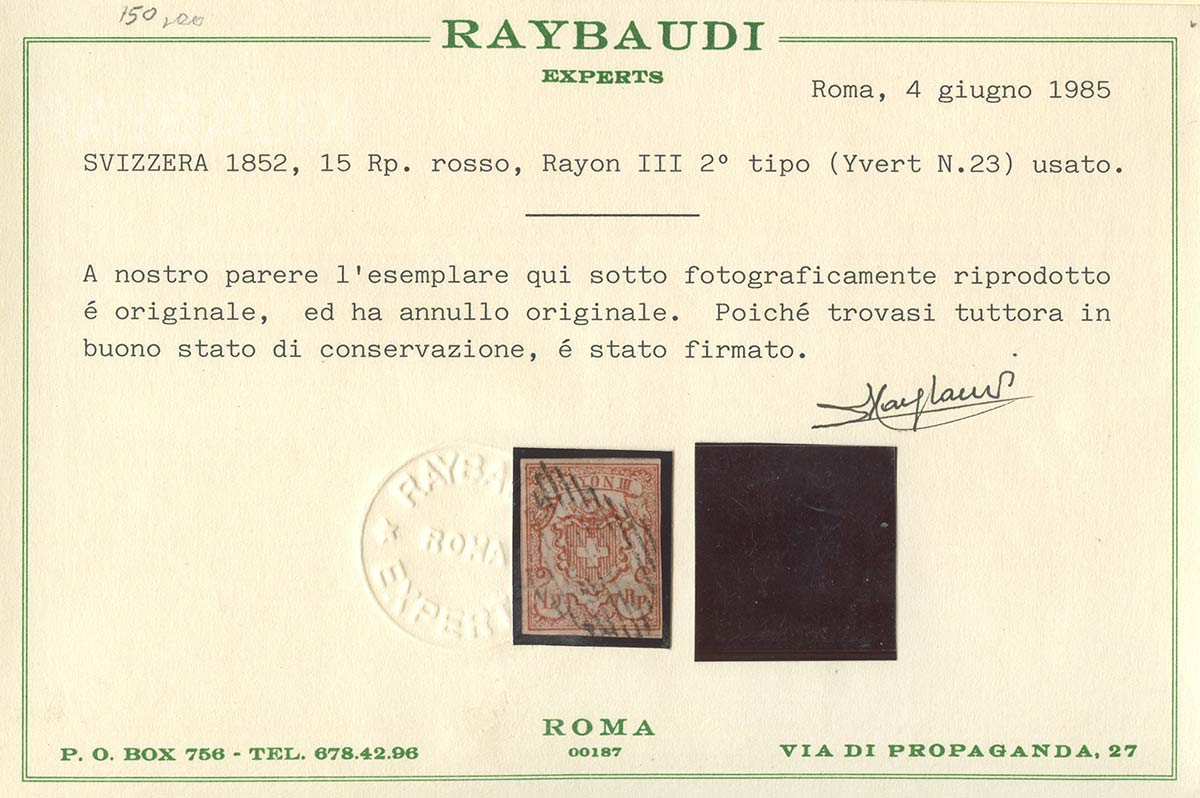 150
RAYBAUDI
EXPERTS
Roma, 4 giugno 1985
SVIZZERA 1852, 15 Rp. rosso, Rayon III 2° tipo (Yvert N.23) usato.
A nostro parere l'esemplare qui sotto fotograficamente riprodotto
é originale, ed ha annullo originale. Poiché trovasi tuttora in
buono stato di conservazione, é stato firmato.
RAYBA
ROMA
EXPER
YON III
Rp.
ROMA
00187
P. O. BOX 756 - TEL. 678.42.96
VIA DI PROPAGANDA, 27